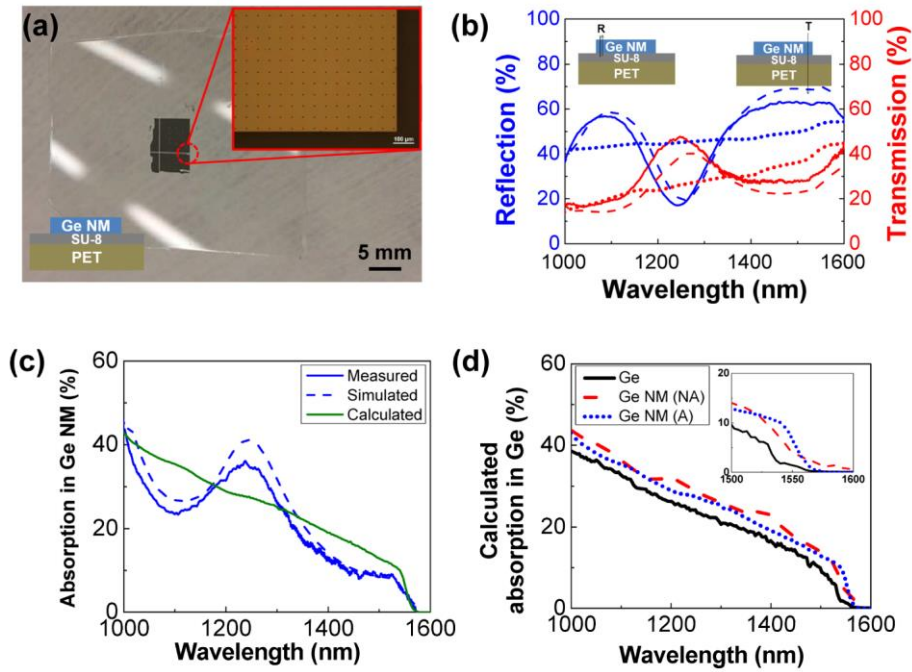 (a)
100 µm
Ge NM
SU-8
PET
5 mm
(b)
Reflection (%)
100
80
60
40
20
0
R
Ge NM
SU-8
PET
T
Ge NM
SU-8
PET
100
80
60
40
20
0
Transmission (%)
1000 1200 1400 1600
Wavelength (nm)
(c)
Absorption in Ge NM (%)
60
40
20
0
Measured
Simulated
Calculated
1000 1200 1400 1600
Wavelength (nm)
(d)
Calculated
absorption in Ge (%)
60
40
20
0
Ge
Ge NM (NA)
Ge NM (A)
20
10
0
1500 1550 1600
1000 1200 1400 1600
Wavelength (nm)